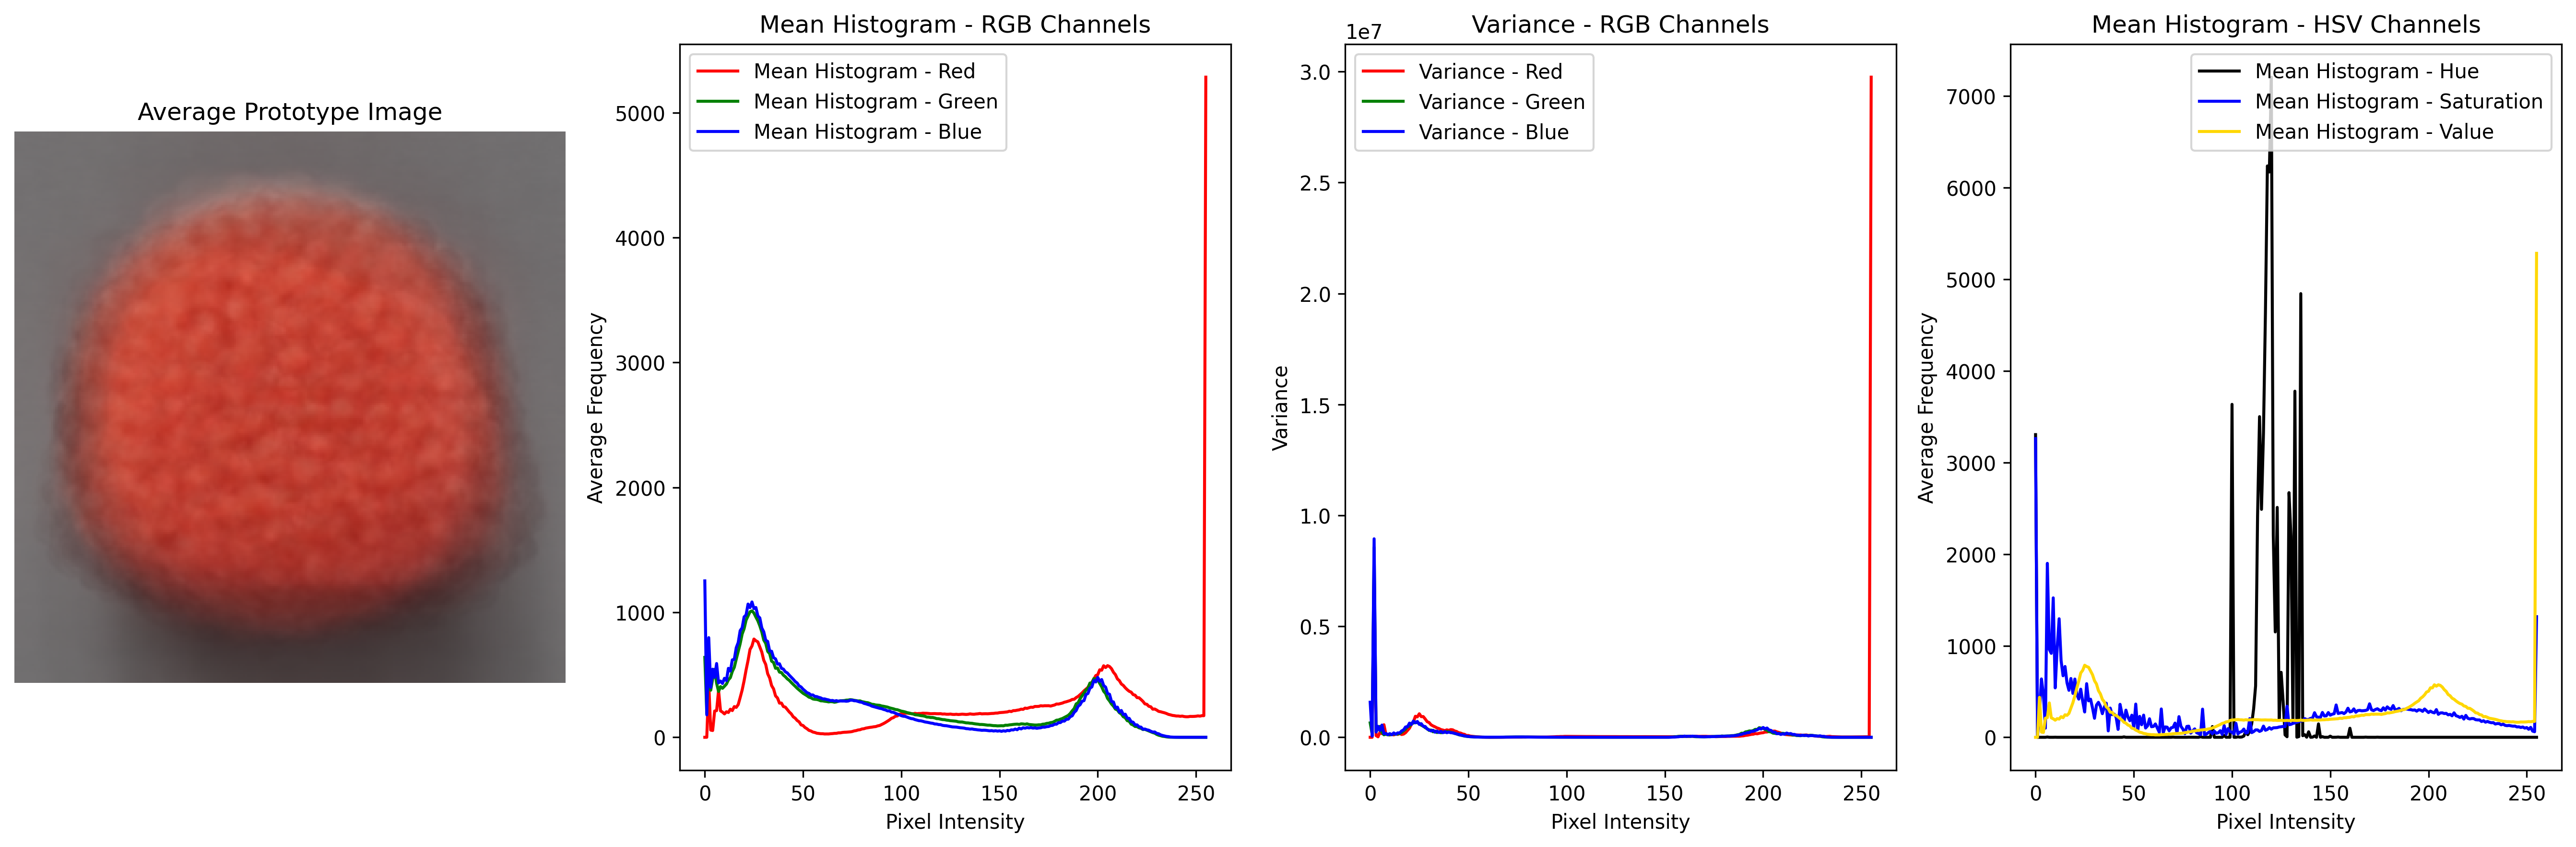 Average Prototype Image
Mean Histogram - RGB Channels
Mean Histogram - Red
Mean Histogram - Green
Mean Histogram - Blue
Average Frequency
5000
4000
3000
2000
1000
0
0 50 100 150 200 250
Pixel Intensity
Variance - RGB Channels
1e7
Variance - Red
Variance - Green
Variance - Blue
Variance
3.0
2.5
2.0
1.5
1.0
0.5
0.0
0 50 100 150 200 250
Pixel Intensity
Mean Histogram - HSV Channels
Mean Histogram - Hue
Mean Histogram - Saturation
Mean Histogram - Value
Average Frequency
7000
6000
5000
4000
3000
2000
1000
0
0 50 100 150 200 250
Pixel Intensity